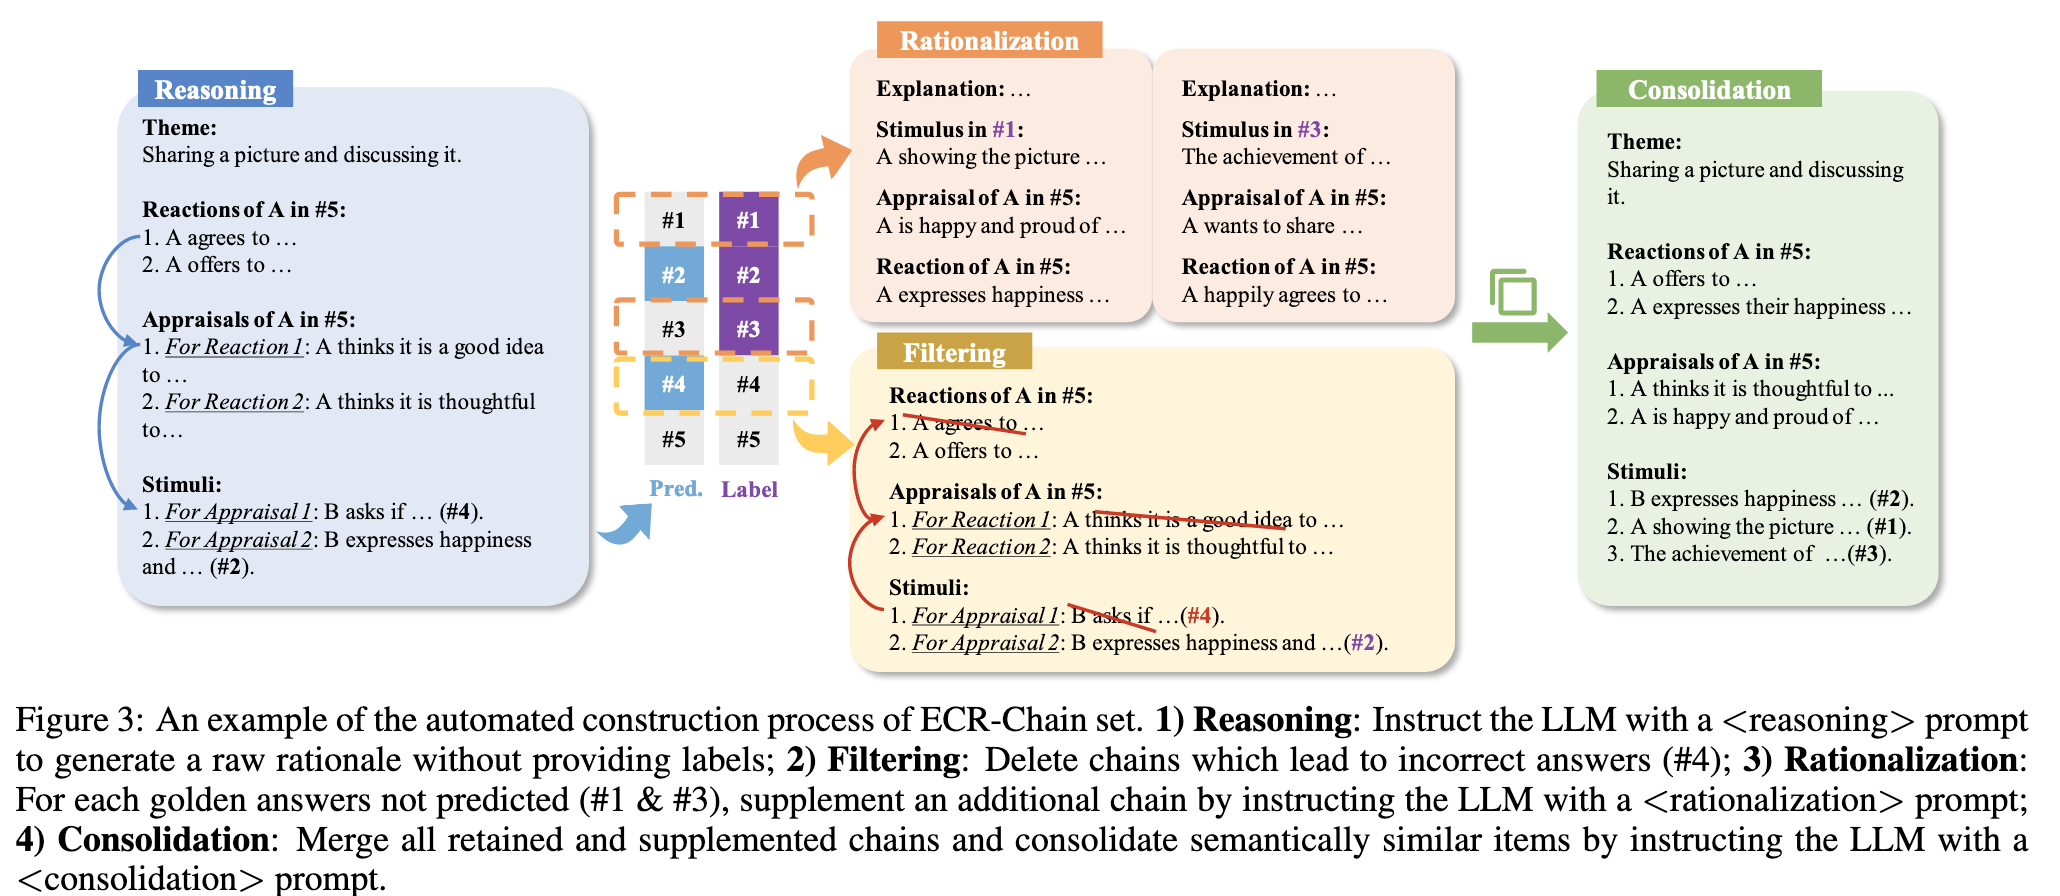 Reasoning
Theme:
Sharing a picture and discussing it.
Reactions of A in #5:
1. A agrees to …
2. A offers to …
Appraisals of A in #5:
1. For Reaction 1: A thinks it is a good idea
to …
2. For Reaction 2: A thinks it is thoughtful
to…
Stimuli:
1. For Appraisal 1: B asks if … (#4).
2. For Appraisal 2: B expresses happiness
and … (#2).
#1 #1
#2 #2
#3 #3
#4 #4
#5 #5
Pred. Label
Rationalization
Explanation: …
Stimulus in #1:
A showing the picture …
Appraisal of A in #5:
A is happy and proud of …
Reaction of A in #5:
A expresses happiness …
Explanation: …
Stimulus in #3:
The achievement of …
Appraisal of A in #5:
A wants to share …
Reaction of A in #5:
A happily agrees to …
Filtering
Reactions of A in #5:
1. A agrees to …
2. A offers to …
Appraisals of A in #5:
1. For Reaction 1: A thinks it is a good idea to …
2. For Reaction 2: A thinks it is thoughtful to …
Stimuli:
1. For Appraisal 1: B asks if …(#4).
2. For Appraisal 2: B expresses happiness and …(#2).
Consolidation
Theme:
Sharing a picture and discussing
it.
Reactions of A in #5:
1. A offers to …
2. A expresses their happiness …
Appraisals of A in #5:
1. A thinks it is thoughtful to ...
2. A is happy and proud of …
Stimuli:
1. B expresses happiness … (#2).
2. A showing the picture … (#1).
3. The achievement of …(#3).
Figure 3: An example of the automated construction process of ECR-Chain set. 1) Reasoning: Instruct the LLM with a <reasoning> prompt
to generate a raw rationale without providing labels; 2) Filtering: Delete chains which lead to incorrect answers (#4); 3) Rationalization:
For each golden answers not predicted (#1 & #3), supplement an additional chain by instructing the LLM with a <rationalization> prompt;
4) Consolidation: Merge all retained and supplemented chains and consolidate semantically similar items by instructing the LLM with a
<consolidation> prompt.